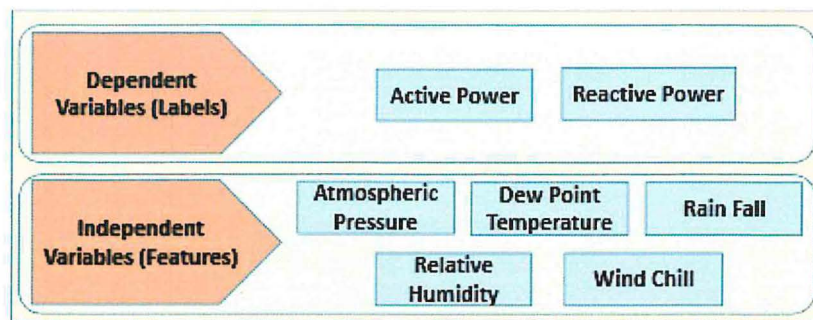 Dependent
Variables (Labels)
Active Power
Reactive Power
Independent
Variables (Features)
Atmospheric
Pressure
Dew Point
Temperature
Rain Fall
Relative
Humidity
Wind Chill